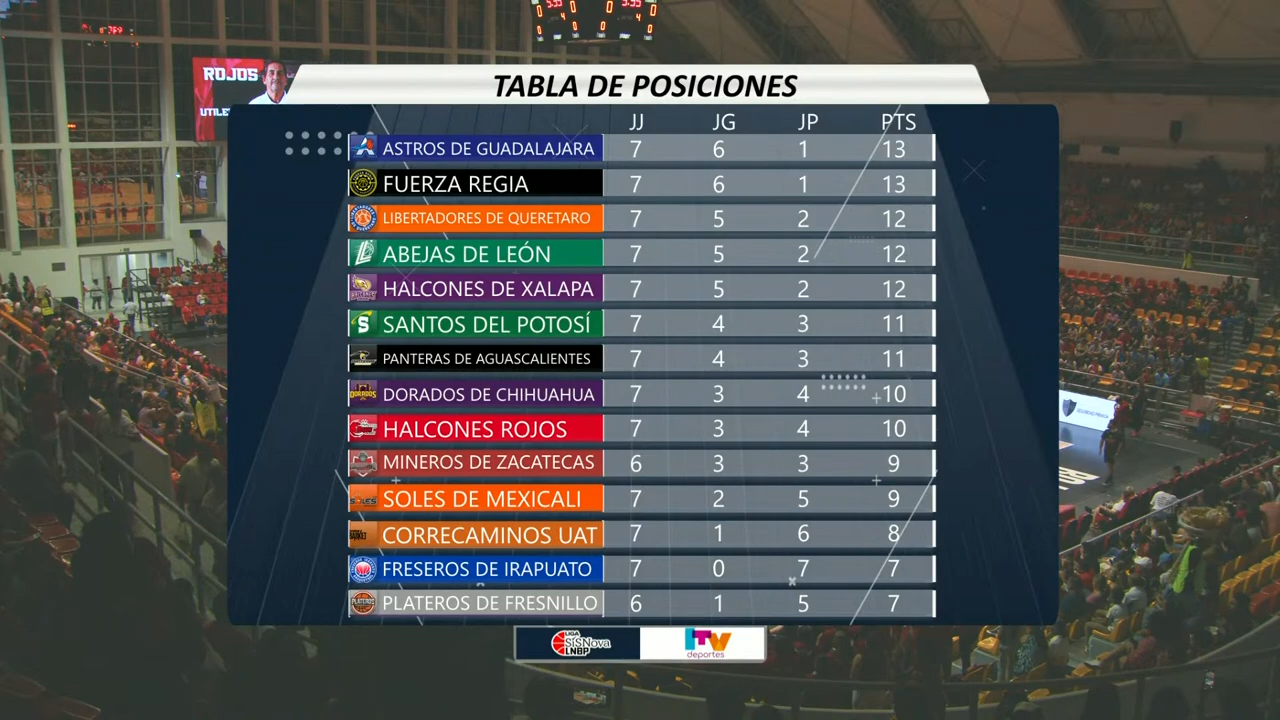 ROJOS
UTILE
TABLA DE POSICIONES
JJ JG JP PTS
ASTROS DE GUADALAJARA 7 6 1 13
FUERZA REGIA 7 6 1 13
LIBERTADORES DE QUERETARO 7 5 2 12
ABEJAS DE LEÓN 7 5 2 12
HALCONES DE XALAPA 7 5 2 12
SANTOS DEL POTOSÍ 7 4 3 11
PANTERAS DE AGUASCALIENTES 7 4 3 11
DORADOS DE CHIHUAHUA 7 3 4 10
HALCONES ROJOS 7 3 4 10
MINEROS DE ZACATECAS 6 3 3 9
SOLES DE MEXICALI 7 2 5 9
CORRECAMINOS UAT 7 1 6 8
FRESEROS DE IRAPUATO 7 0 7 7
PLATEROS DE FRESNILLO 6 1 5 7
LIGA
SiSNova
LNBP
ITV
deportes